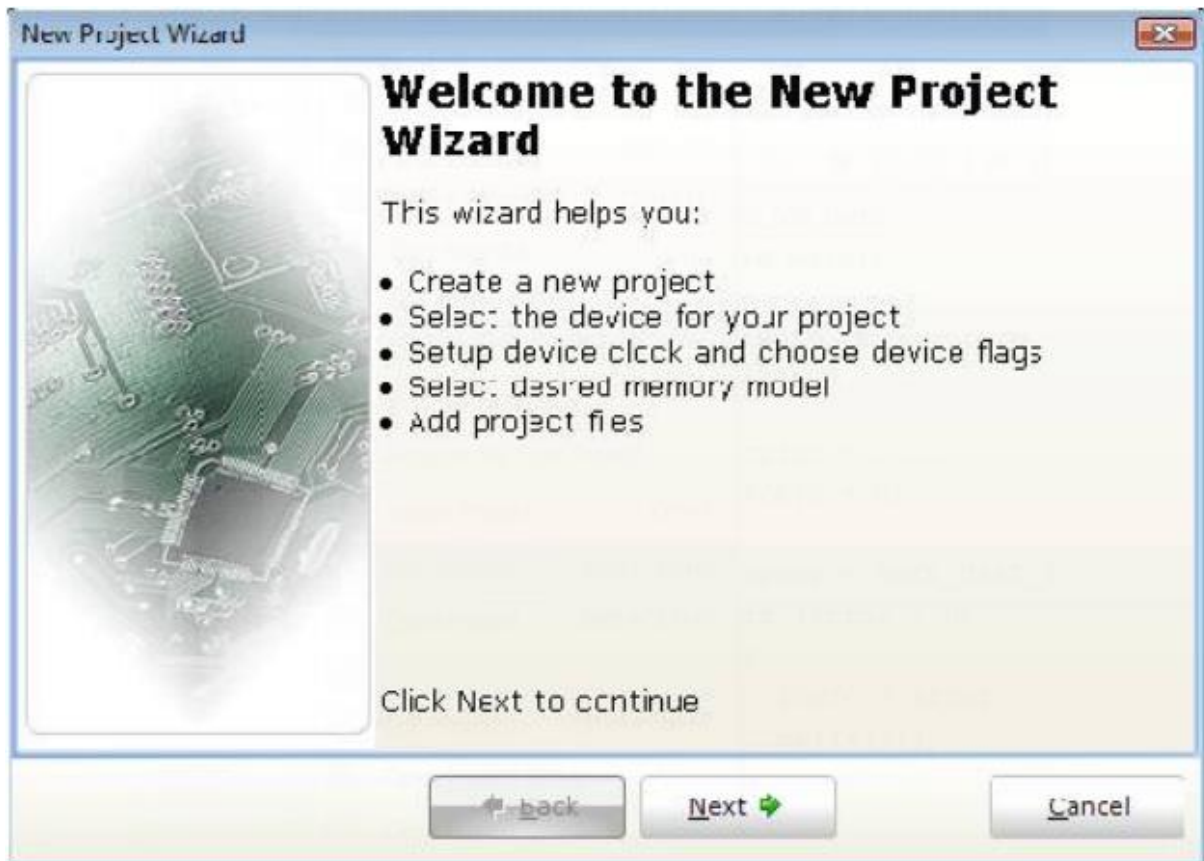 New Project Wizard
Welcome to the New Project
Wizard
This wizard helps you:
• Create a new project
• Select the device for your project
• Setup device clock and choose device flags
• Select desired memory model
• Add project files
Click Next to continue
Back
Next
Cancel